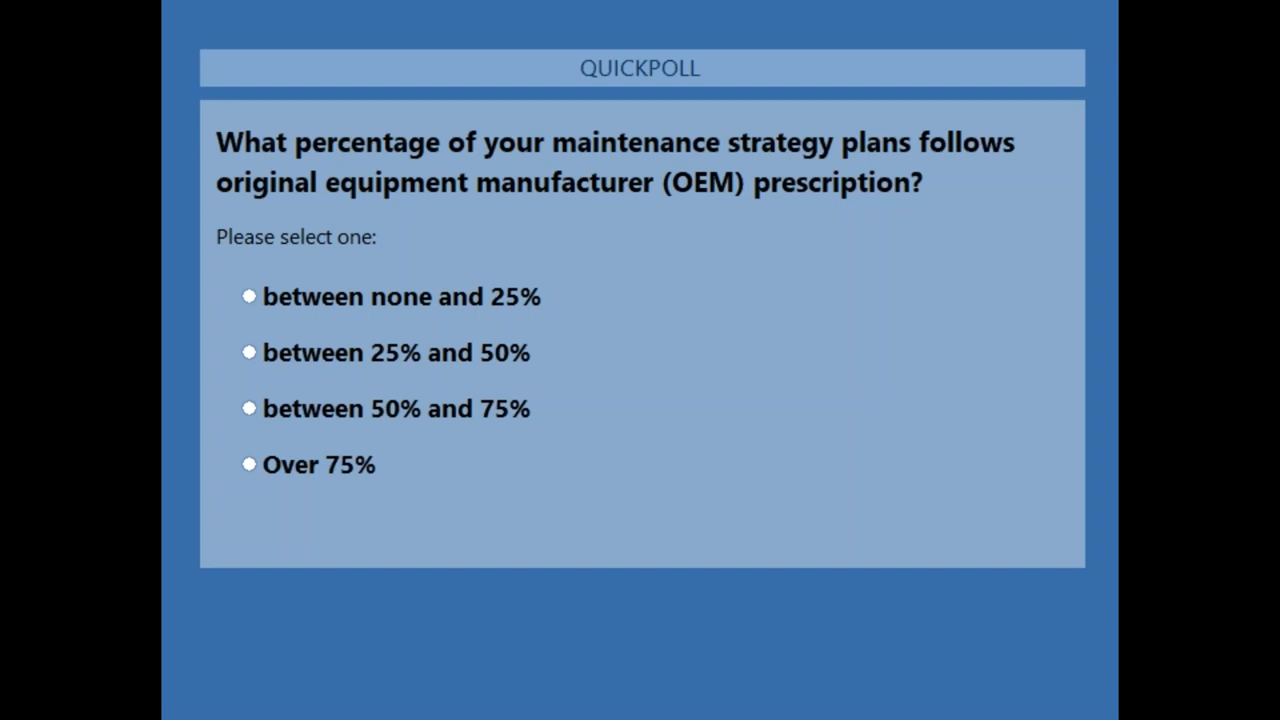 QUICKPOLL
What percentage of your maintenance strategy plans follows
original equipment manufacturer (OEM) prescription?
Please select one:
between none and 25%
between 25% and 50%
between 50% and 75%
Over 75%